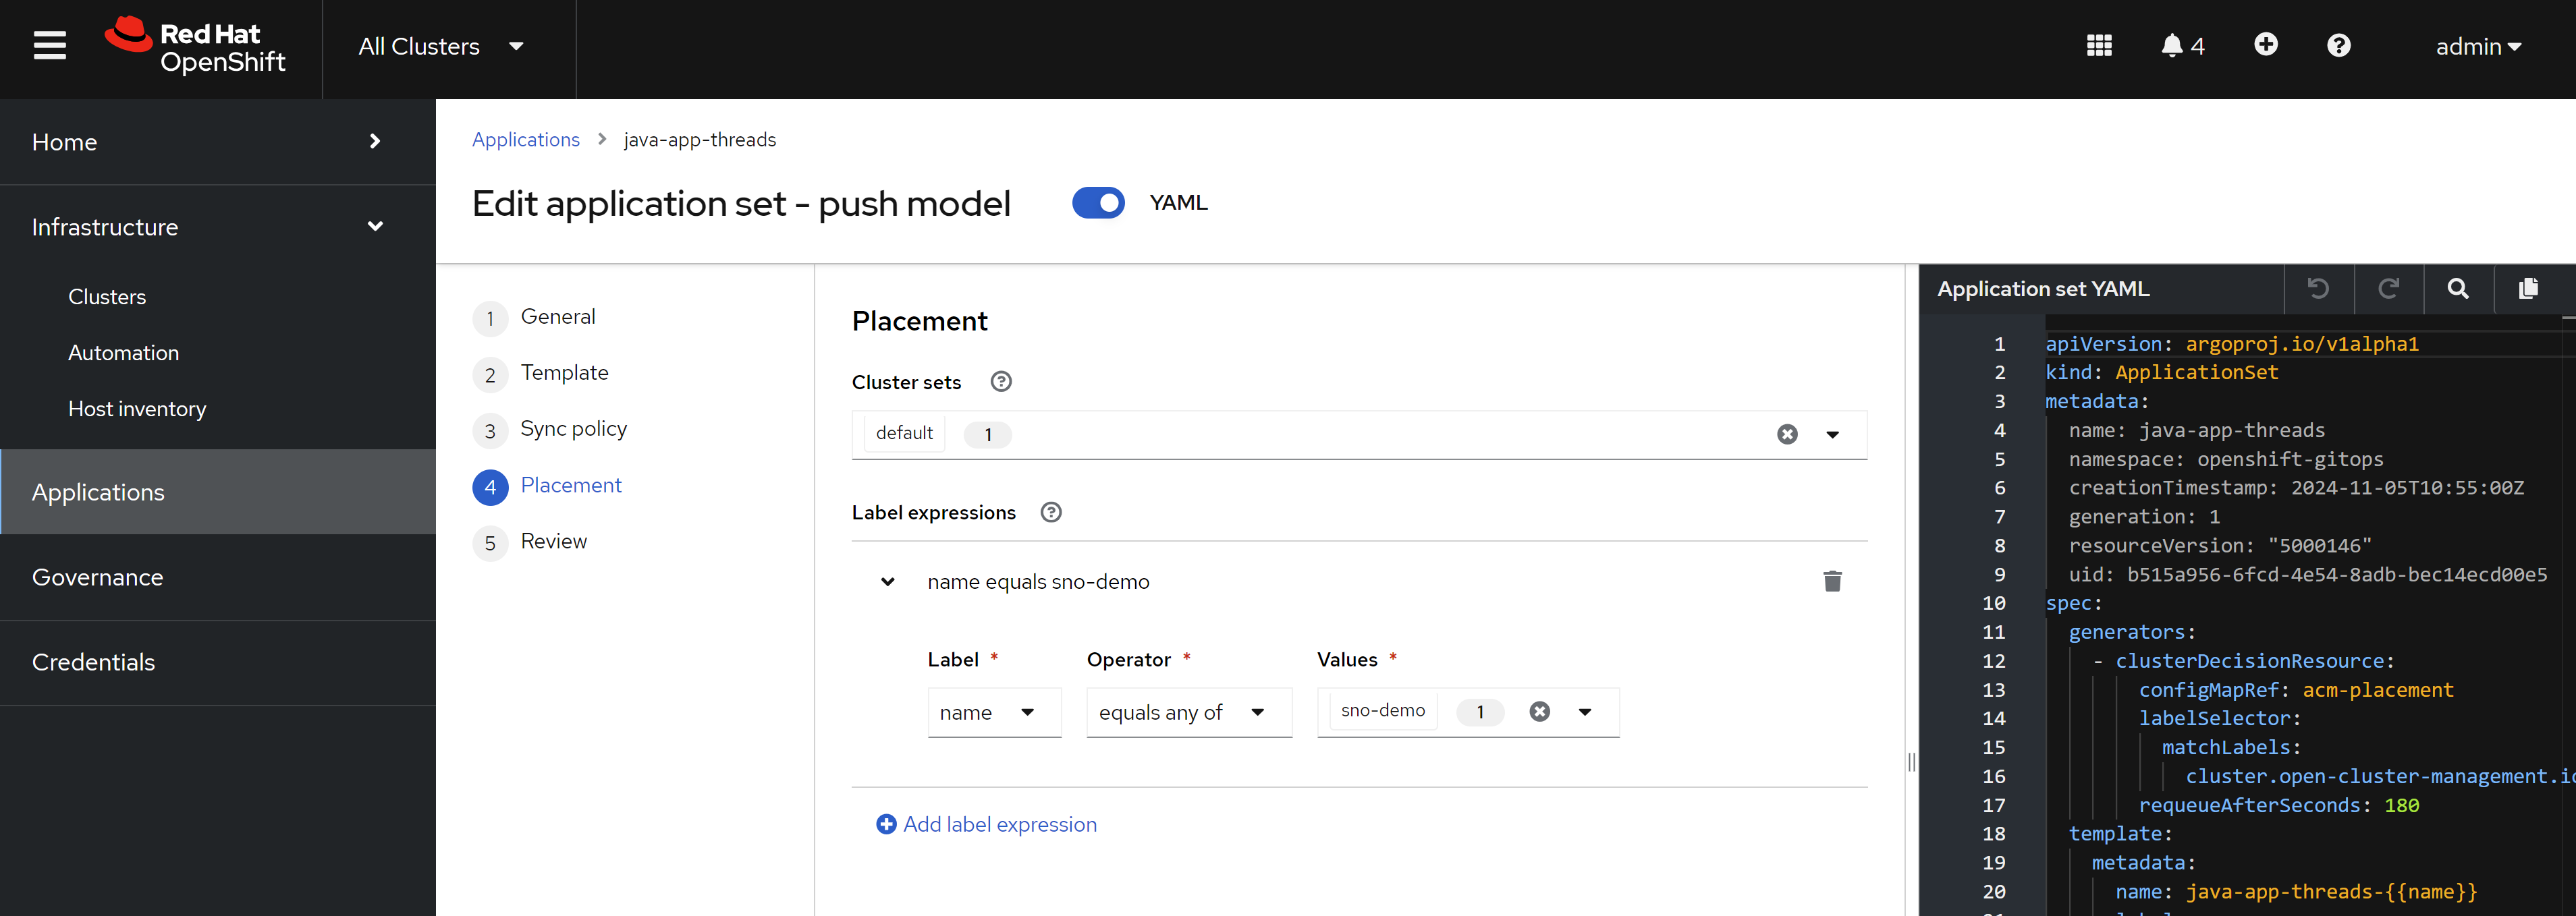 Red Hat
OpenShift
All Clusters
4
admin
Home
Infrastructure
Clusters
Automation
Host inventory
Applications
Governance
Credentials
Applications > java-app-threads
Edit application set - push model
YAML
1 General
2 Template
3 Sync policy
4 Placement
5 Review
Placement
Cluster sets
default 1
Label expressions
name equals sno-demo
Label * Operator * Values *
name equals any of sno-demo 1
Add label expression
Application set YAML
1 apiVersion: argoproj.io/v1alpha1
2 kind: ApplicationSet
3 metadata:
4 name: java-app-threads
5 namespace: openshift-gitops
6 creationTimestamp: 2024-11-05T10:55:00Z
7 generation: 1
8 resourceVersion: "5000146"
9 uid: b515a956-6fcd-4e54-8adb-bec14ecd00e5
10 spec:
11 generators:
12 - clusterDecisionResource:
13 configMapRef: acm-placement
14 labelSelector:
15 matchLabels:
16 cluster.open-cluster-management.io
17 requeueAfterSeconds: 180
18 template:
19 metadata:
20 name: java-app-threads-{{name}}